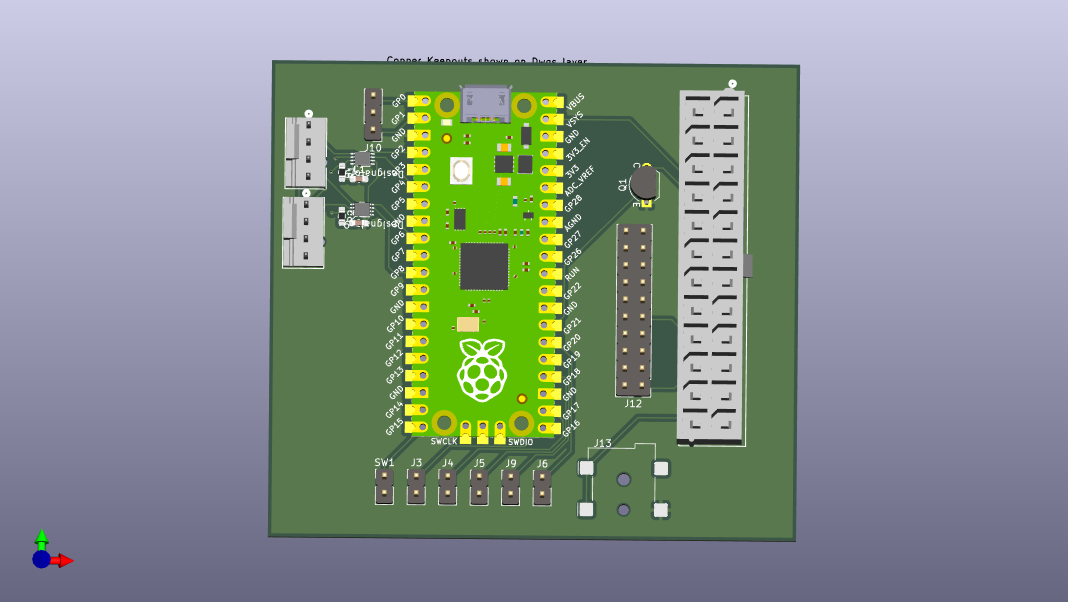 Copper Keepouts shown on Dwgs layer
J10
GP0
GP1
GND
GP2
GP3
GP4
GP5
GND
GP6
GP7
GP8
GP9
GND
GP10
GP11
GP12
GP13
GND
GP14
GP15
VBUS
VSYS
GND
3V3_EN
3V3
ADC_VREF
GP28
AGND
GP27
GP26
RUN
GP22
GND
GP21
GP20
GP19
GP18
GND
GP17
GP16
Q1
C
E
J12
SWCLK
SWDIO
J13
SW1
J3
J4
J5
J9
J6